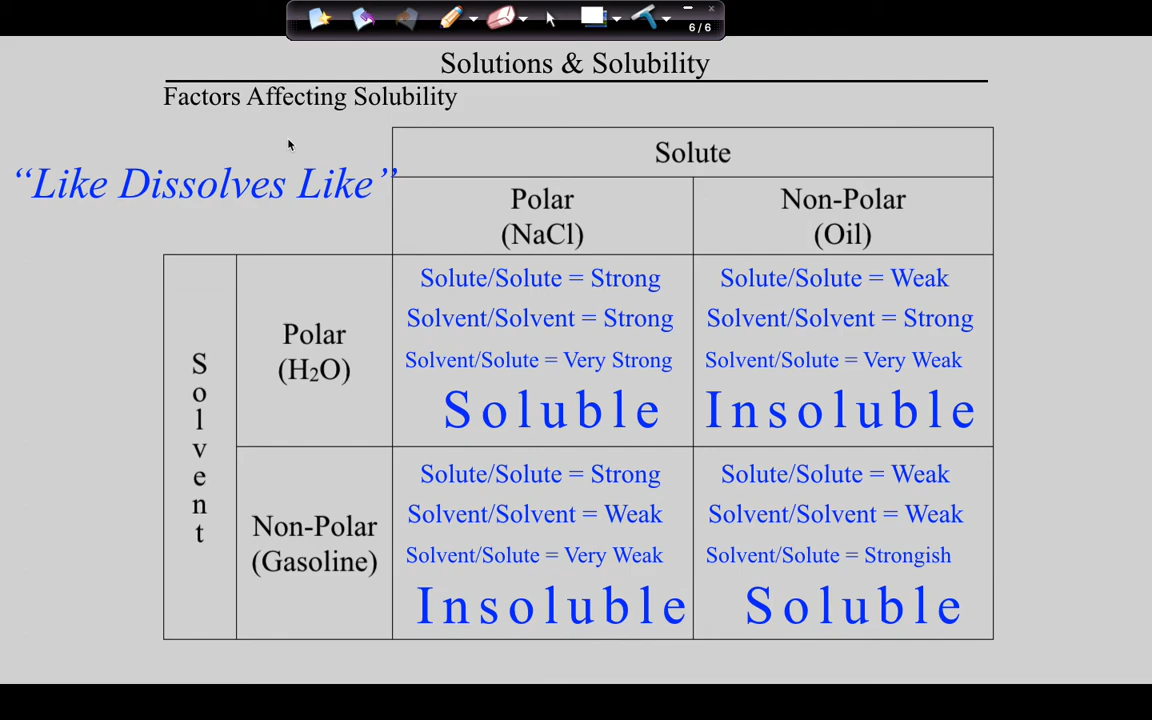 6/6
Solutions & Solubility
Factors Affecting Solubility
“Like Dissolves Like”
Solute
Polar
(NaCl)
Non-Polar
(Oil)
Solvent
Polar
(H₂O)
Solute/Solute = Strong
Solvent/Solvent = Strong
Solvent/Solute = Very Strong
Soluble
Solute/Solute = Weak
Solvent/Solvent = Strong
Solvent/Solute = Very Weak
Insoluble
Non-Polar
(Gasoline)
Solute/Solute = Strong
Solvent/Solvent = Weak
Solvent/Solute = Very Weak
Insoluble
Solute/Solute = Weak
Solvent/Solvent = Weak
Solvent/Solute = Strongish
Soluble